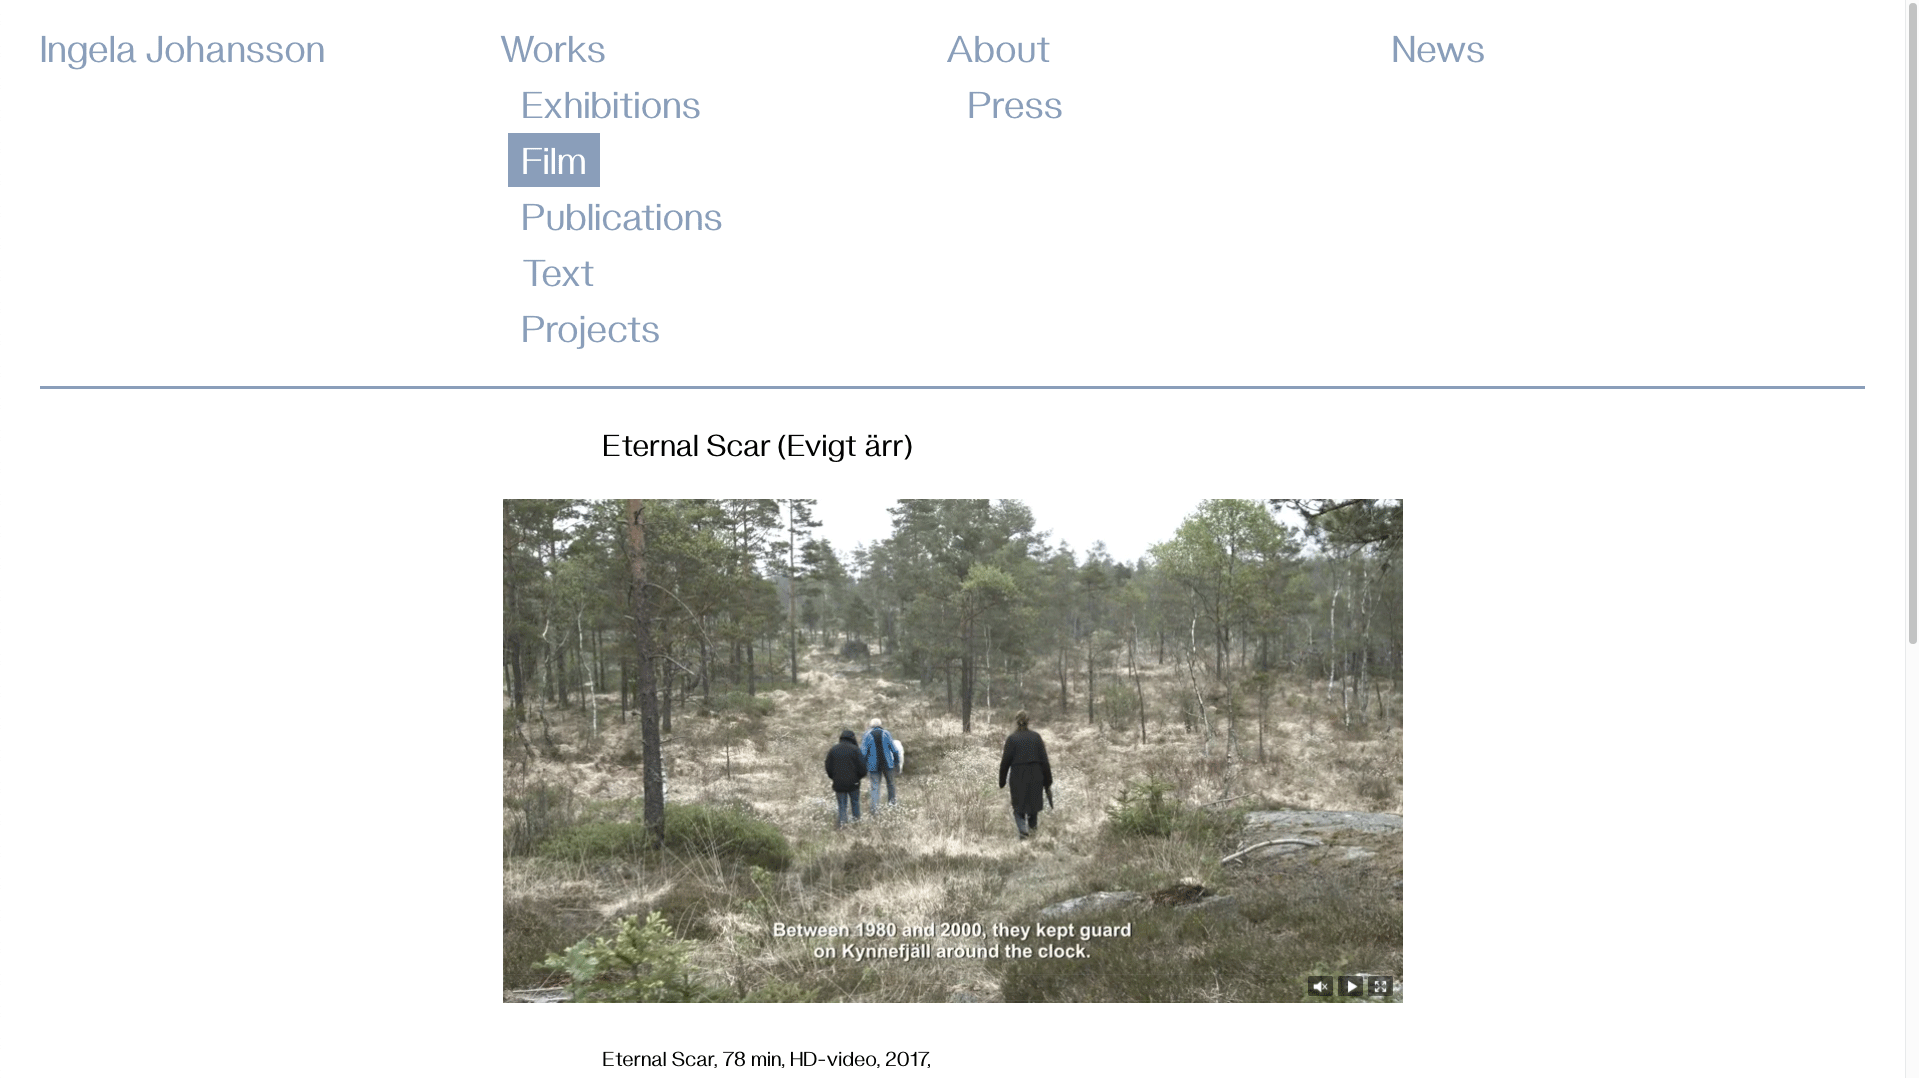 Ingela Johansson
Works
Exhibitions
Film
Publications
Text
Projects
About
Press
News
Eternal Scar (Evigt ärr)
Between 1980 and 2000, they kept guard
on Kynnefjäll around the clock.
Eternal Scar, 78 min, HD-video, 2017,